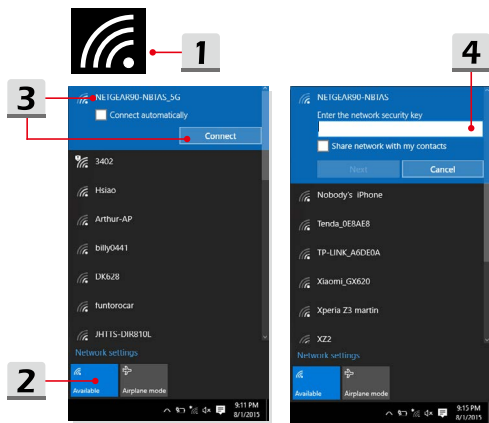 1
3
NETGEAR90-NBTAS_5G
Connect automatically
Connect
3402
Hsiao
Arthur-AP
billy0441
DK628
tuntorocar
JHTTS-DIR810L
Network settings
2
Available
Airplane mode
9:11 PM
8/1/2015
4
NETGEAR90-NBTAS
Enter the network security key
Share network with my contacts
Next
Cancel
Nobody's iPhone
Tenda_0E8AE8
TP-LINK_A6DE0A
Xiaomi_GX620
Xperia Z3 martin
XZ2
Network settings
Available
Airplane mode
9:15 PM
8/1/2015